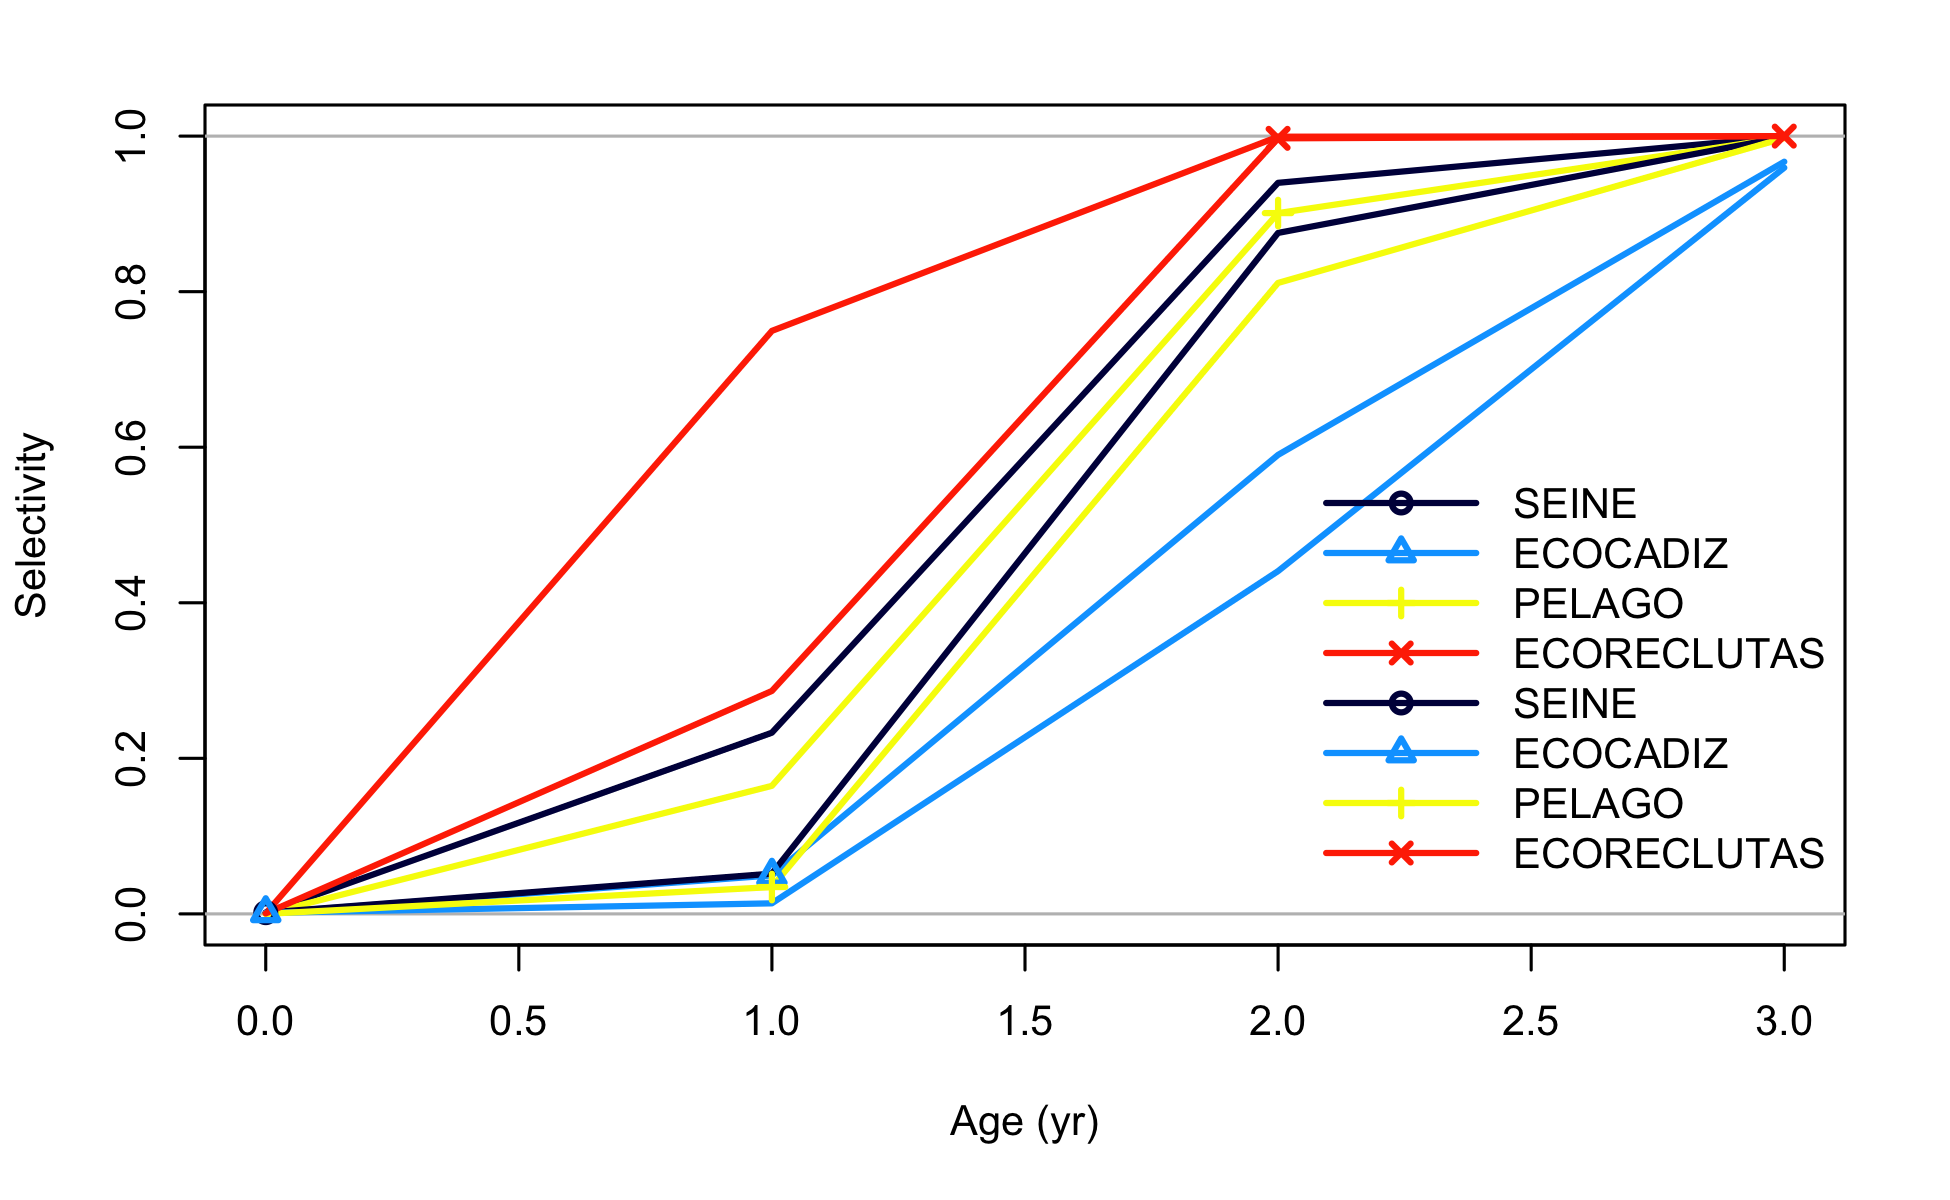 1.0
0.8
0.6
0.4
0.2
0.0
Selectivity
SEINE
ECOCADIZ
PELAGO
ECORECLUTAS
SEINE
ECOCADIZ
PELAGO
ECORECLUTAS
0.0 0.5 1.0 1.5 2.0 2.5 3.0
Age (yr)